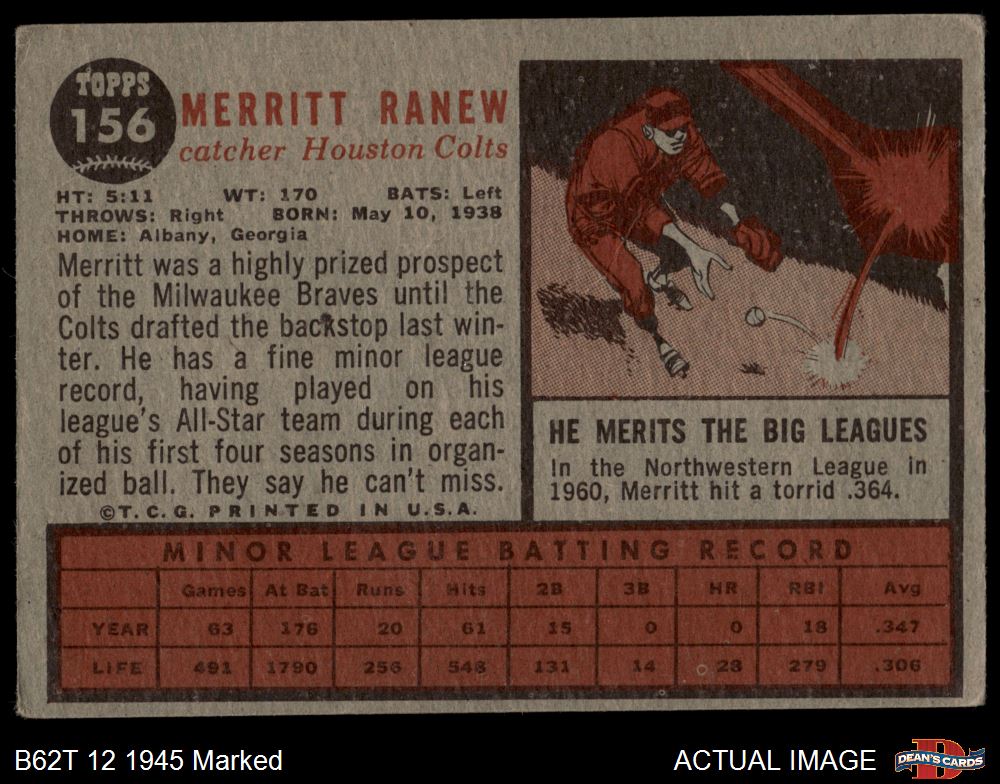 TOPPS
156
MERRITT RANEW
catcher Houston Colts
HT: 5:11 WT: 170 BATS: Left
THROWS: Right BORN: May 10, 1938
HOME: Albany, Georgia
Merritt was a highly prized prospect
of the Milwaukee Braves until the
Colts drafted the backstop last win-
ter. He has a fine minor league
record, having played on his
league's All-Star team during each
of his first four seasons in organ-
ized ball. They say he can't miss.
©T.C.G. PRINTED IN U.S.A.
HE MERITS THE BIG LEAGUES
In the Northwestern League in
1960, Merritt hit a torrid .364.
MINOR LEAGUE BATTING RECORD
Games At Bat Runs Hits 2B 3B HR RBI Avg
YEAR 63 176 20 61 15 0 0 18 .347
LIFE 491 1790 256 548 131 14 28 279 .306
B62T 12 1945 Marked
ACTUAL IMAGE
DEAN'S CARDS